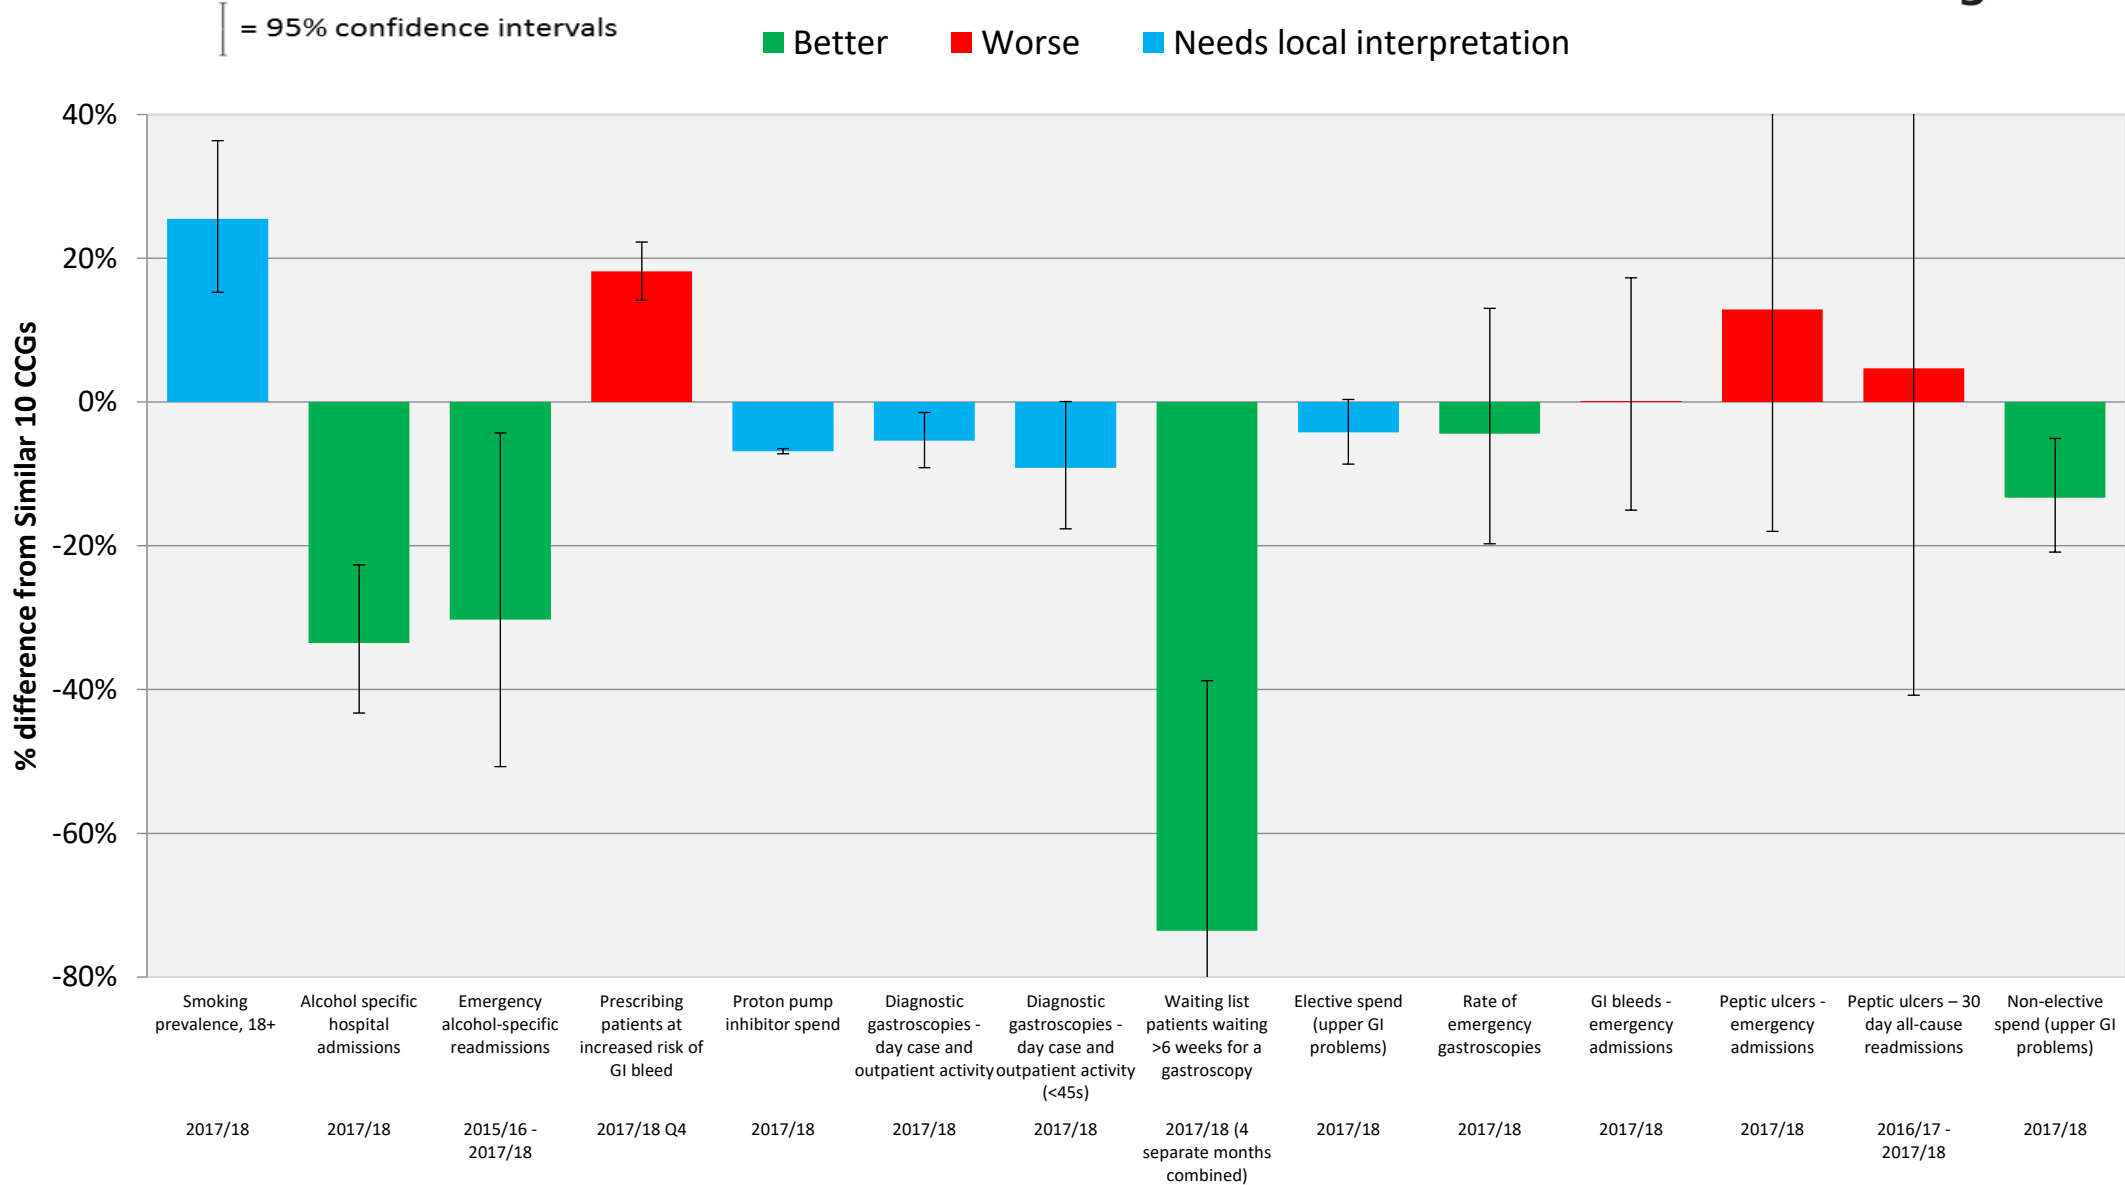 = 95% confidence intervals
Better
Worse
Needs local interpretation
% difference from Similar 10 CCGs
40%
20%
0%
-20%
-40%
-60%
-80%
Smoking
prevalence, 18+
2017/18
Alcohol specific
hospital
admissions
2017/18
Emergency
alcohol-specific
readmissions
2015/16 -
2017/18
Prescribing
patients at
increased risk of
GI bleed
2017/18 Q4
Proton pump
inhibitor spend
2017/18
Diagnostic
gastroscopies -
day case and
outpatient activity
2017/18
Diagnostic
gastroscopies -
day case and
outpatient activity
(<45s)
2017/18
Waiting list
patients waiting
>6 weeks for a
gastroscopy
2017/18 (4
separate months
combined)
Elective spend
(upper GI
problems)
2017/18
Rate of
emergency
gastroscopies
2017/18
GI bleeds -
emergency
admissions
2017/18
Peptic ulcers -
emergency
admissions
2017/18
Peptic ulcers – 30
day all-cause
readmissions
2016/17 -
2017/18
Non-elective
spend (upper GI
problems)
2017/18